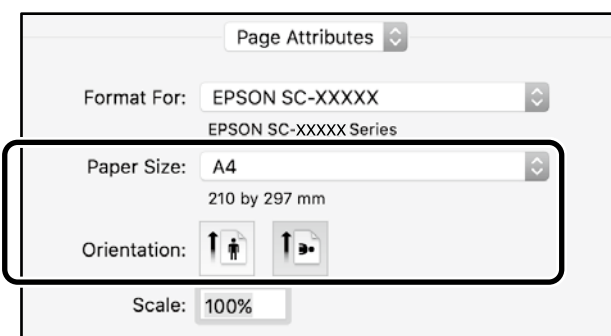 Page Attributes
Format For: EPSON SC-XXXXX
EPSON SC-XXXXX Series
Paper Size: A4
210 by 297 mm
Orientation:
Scale: 100%